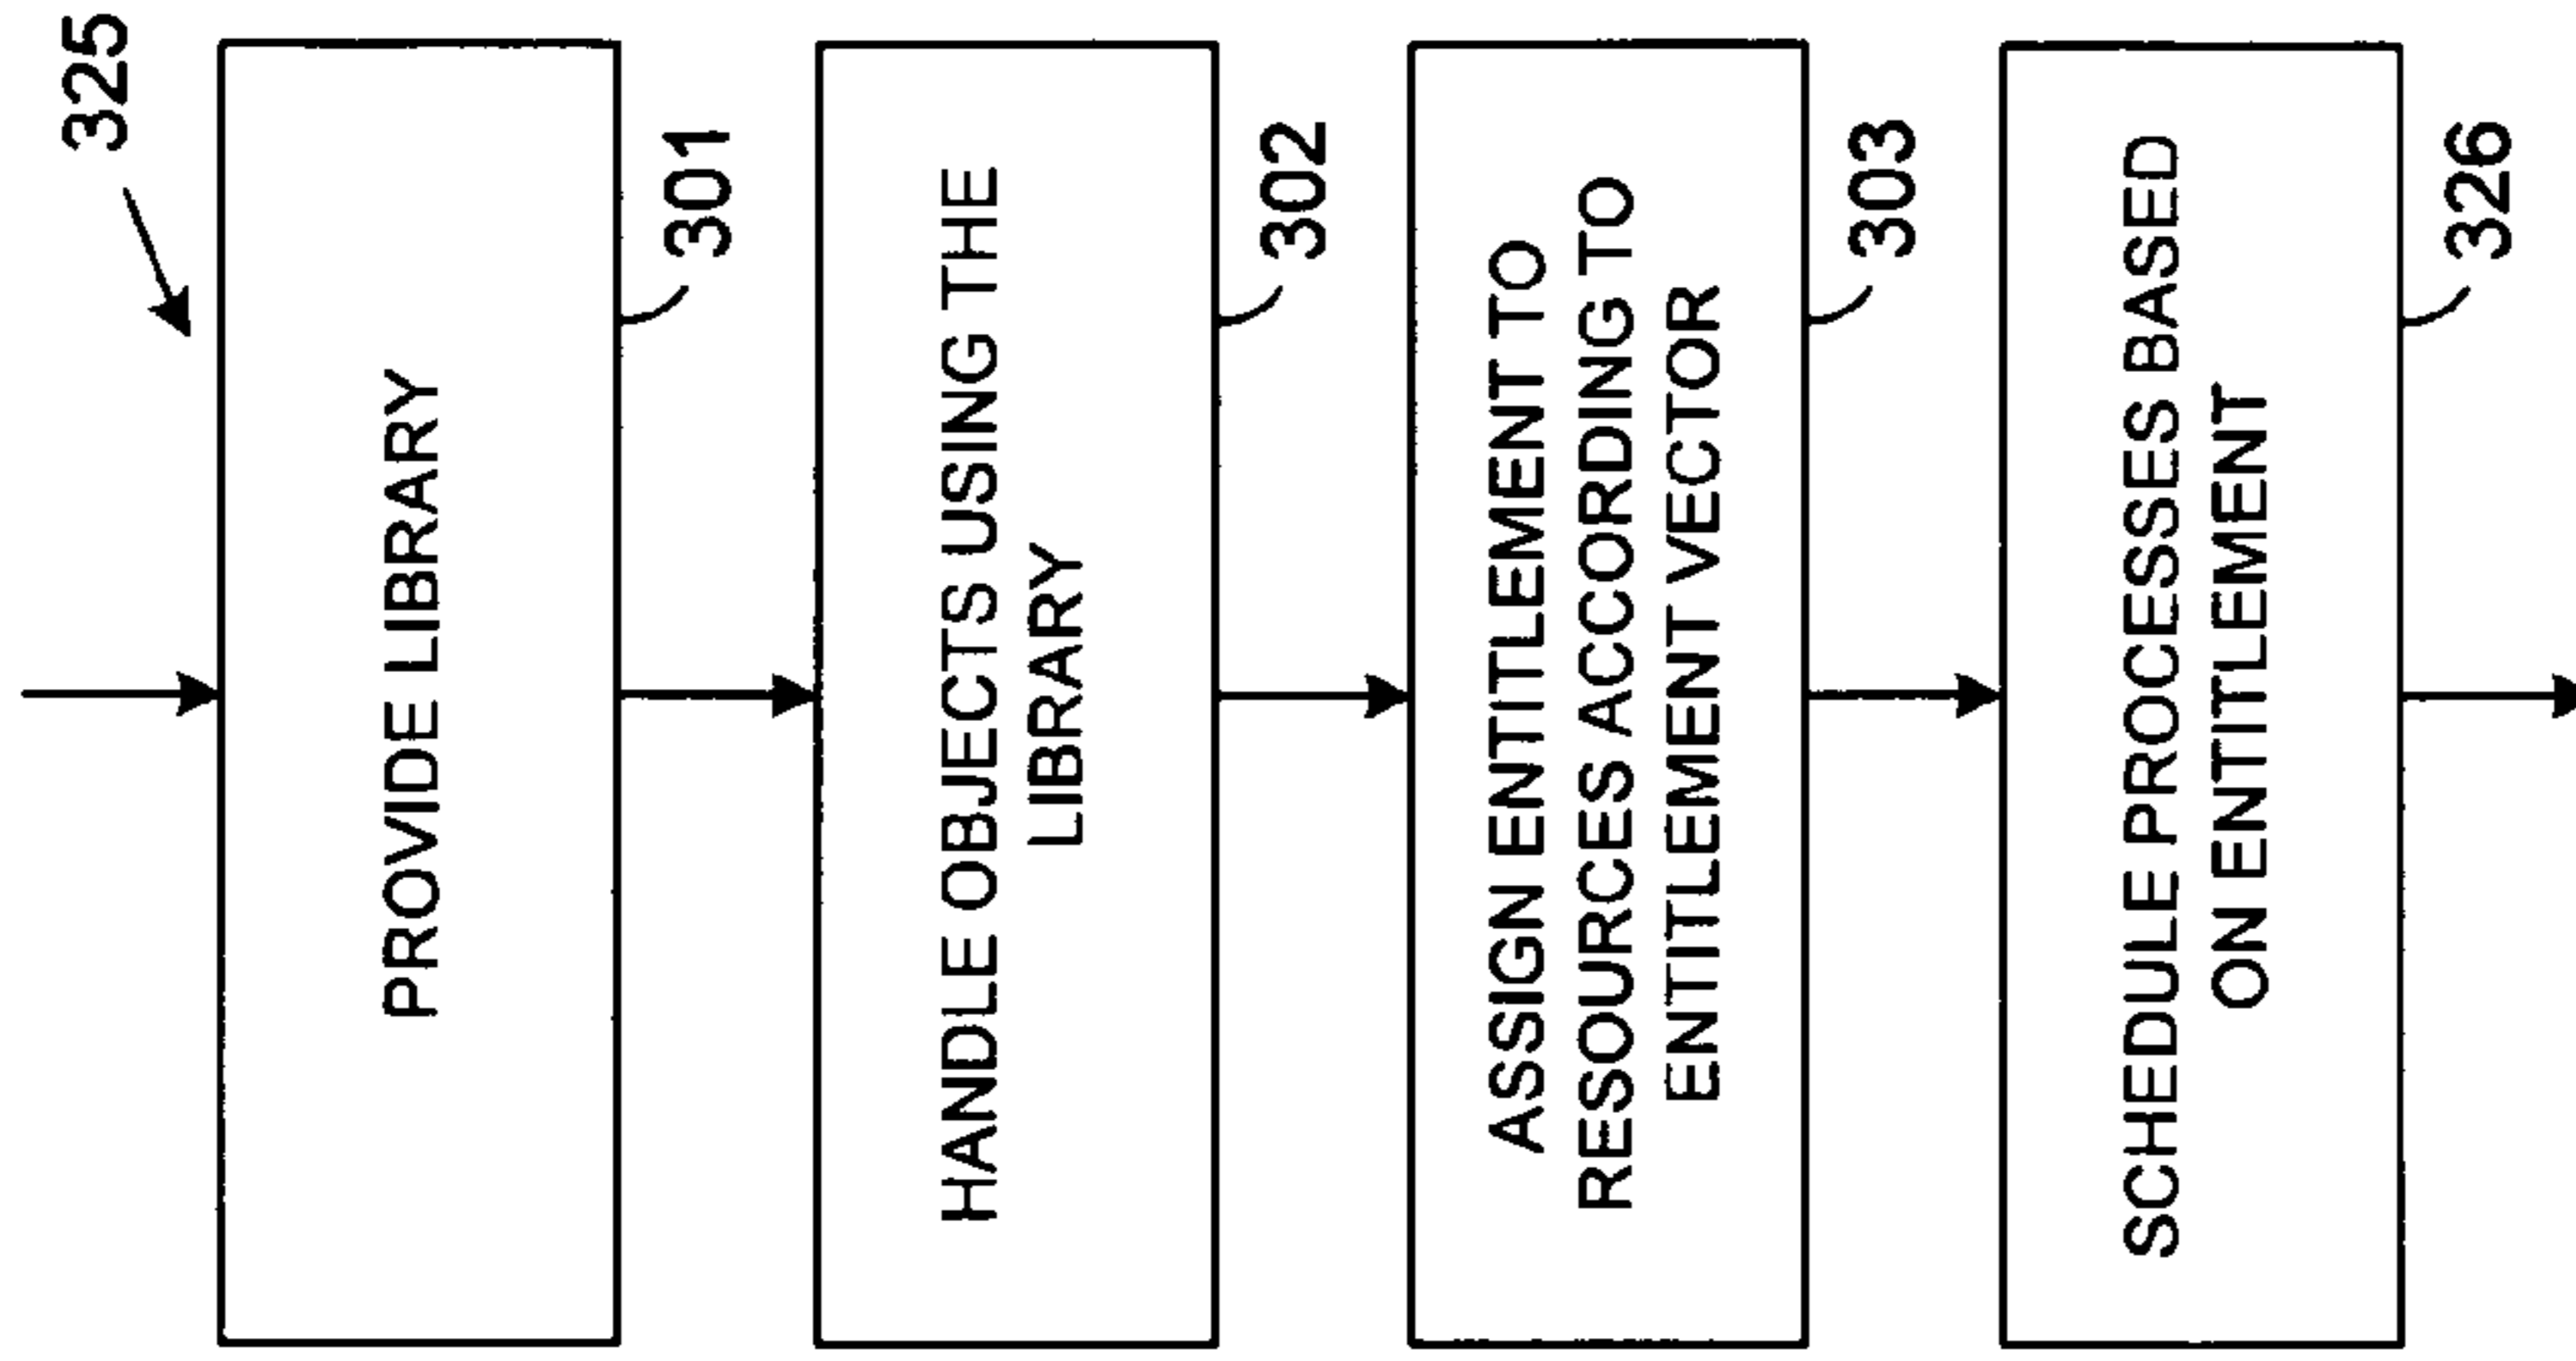 325
PROVIDE LIBRARY
301
HANDLE OBJECTS USING THE
LIBRARY
302
ASSIGN ENTITLEMENT TO
RESOURCES ACCORDING TO
ENTITLEMENT VECTOR
303
SCHEDULE PROCESSES BASED
ON ENTITLEMENT
326